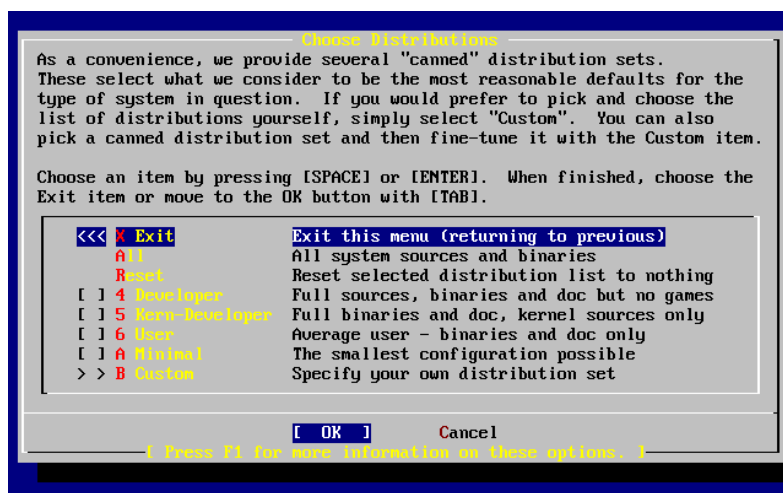 Choose Distributions
As a convenience, we provide several "canned" distribution sets.
These select what we consider to be the most reasonable defaults for the
type of system in question.  If you would prefer to pick and choose the
list of distributions yourself, simply select "Custom".  You can also
pick a canned distribution set and then fine-tune it with the Custom item.
Choose an item by pressing [SPACE] or [ENTER].  When finished, choose the
Exit item or move to the OK button with [TAB].
<<< X Exit Exit this menu (returning to previous)
All All system sources and binaries
Reset Reset selected distribution list to nothing
[ ] 4 Developer Full sources, binaries and doc but no games
[ ] 5 Kern-Developer Full binaries and doc, kernel sources only
[ ] 6 User Average user - binaries and doc only
[ ] A Minimal The smallest configuration possible
> > B Custom Specify your own distribution set
[  OK  ] Cancel
[ Press F1 for more information on these options. ]